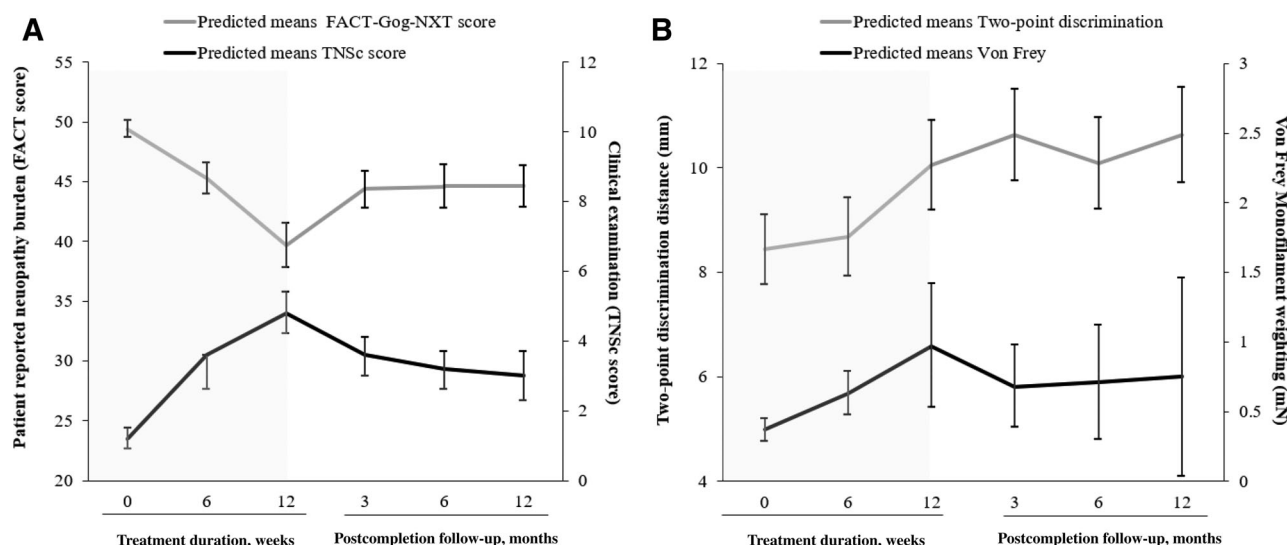 A
Predicted means FACT-Gog-NXT score
Predicted means TNSc score
Patient reported neuopathy burden (FACT score)
55
50
45
40
35
30
25
20
12
10
8
6
4
2
0
Clinical examination (TNSc score)
0 6 12 3 6 12
Treatment duration, weeks Postcompletion follow-up, months
B
Predicted means Two-point discrimination
Predicted means Von Frey
Two-point discrimination distance (mm)
12
10
8
6
4
3
2.5
2
1.5
1
0.5
0
Von Frey Monofilament weighting (mN)
0 6 12 3 6 12
Treatment duration, weeks Postcompletion follow-up, months